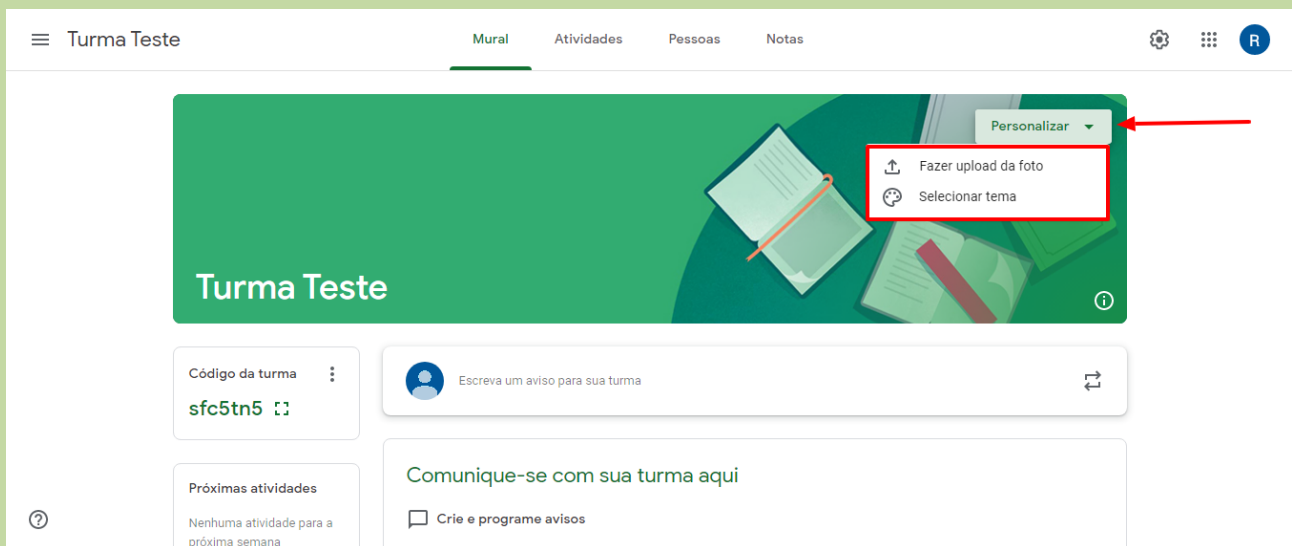 Turma Teste
Mural
Atividades
Pessoas
Notas
R
Personalizar
Fazer upload da foto
Selecionar tema
Turma Teste
Código da turma
sfc5tn5
Escreva um aviso para sua turma
Próximas atividades
Nenhuma atividade para a
próxima semana
Comunique-se com sua turma aqui
Crie e programe avisos